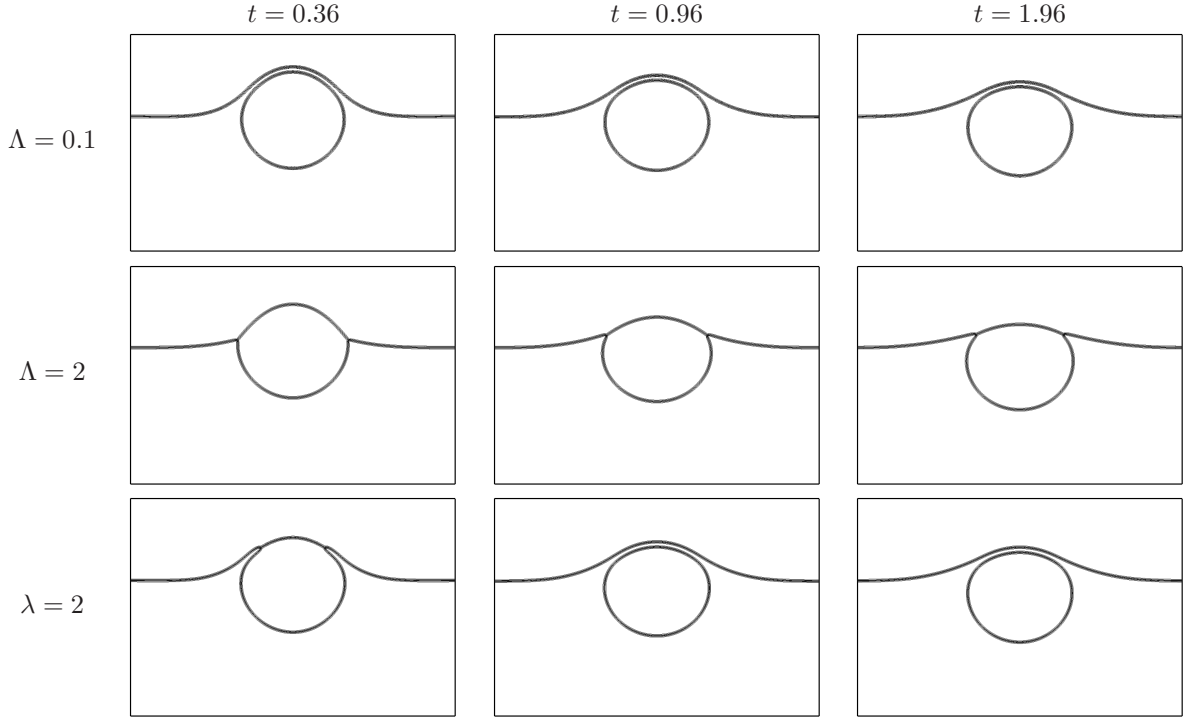 t = 0.36 t = 0.96 t = 1.96
Λ = 0.1
Λ = 2
λ = 2